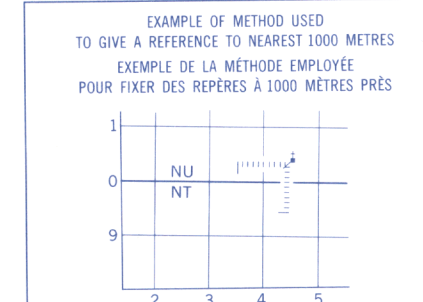 EXAMPLE OF METHOD USED
TO GIVE A REFERENCE TO NEAREST 1000 METRES
EXEMPLE DE LA MÉTHODE EMPLOYÉE
POUR FIXER DES REPÈRES À 1000 MÈTRES PRÈS
1
NU
0
NT
9
2 3 4 5